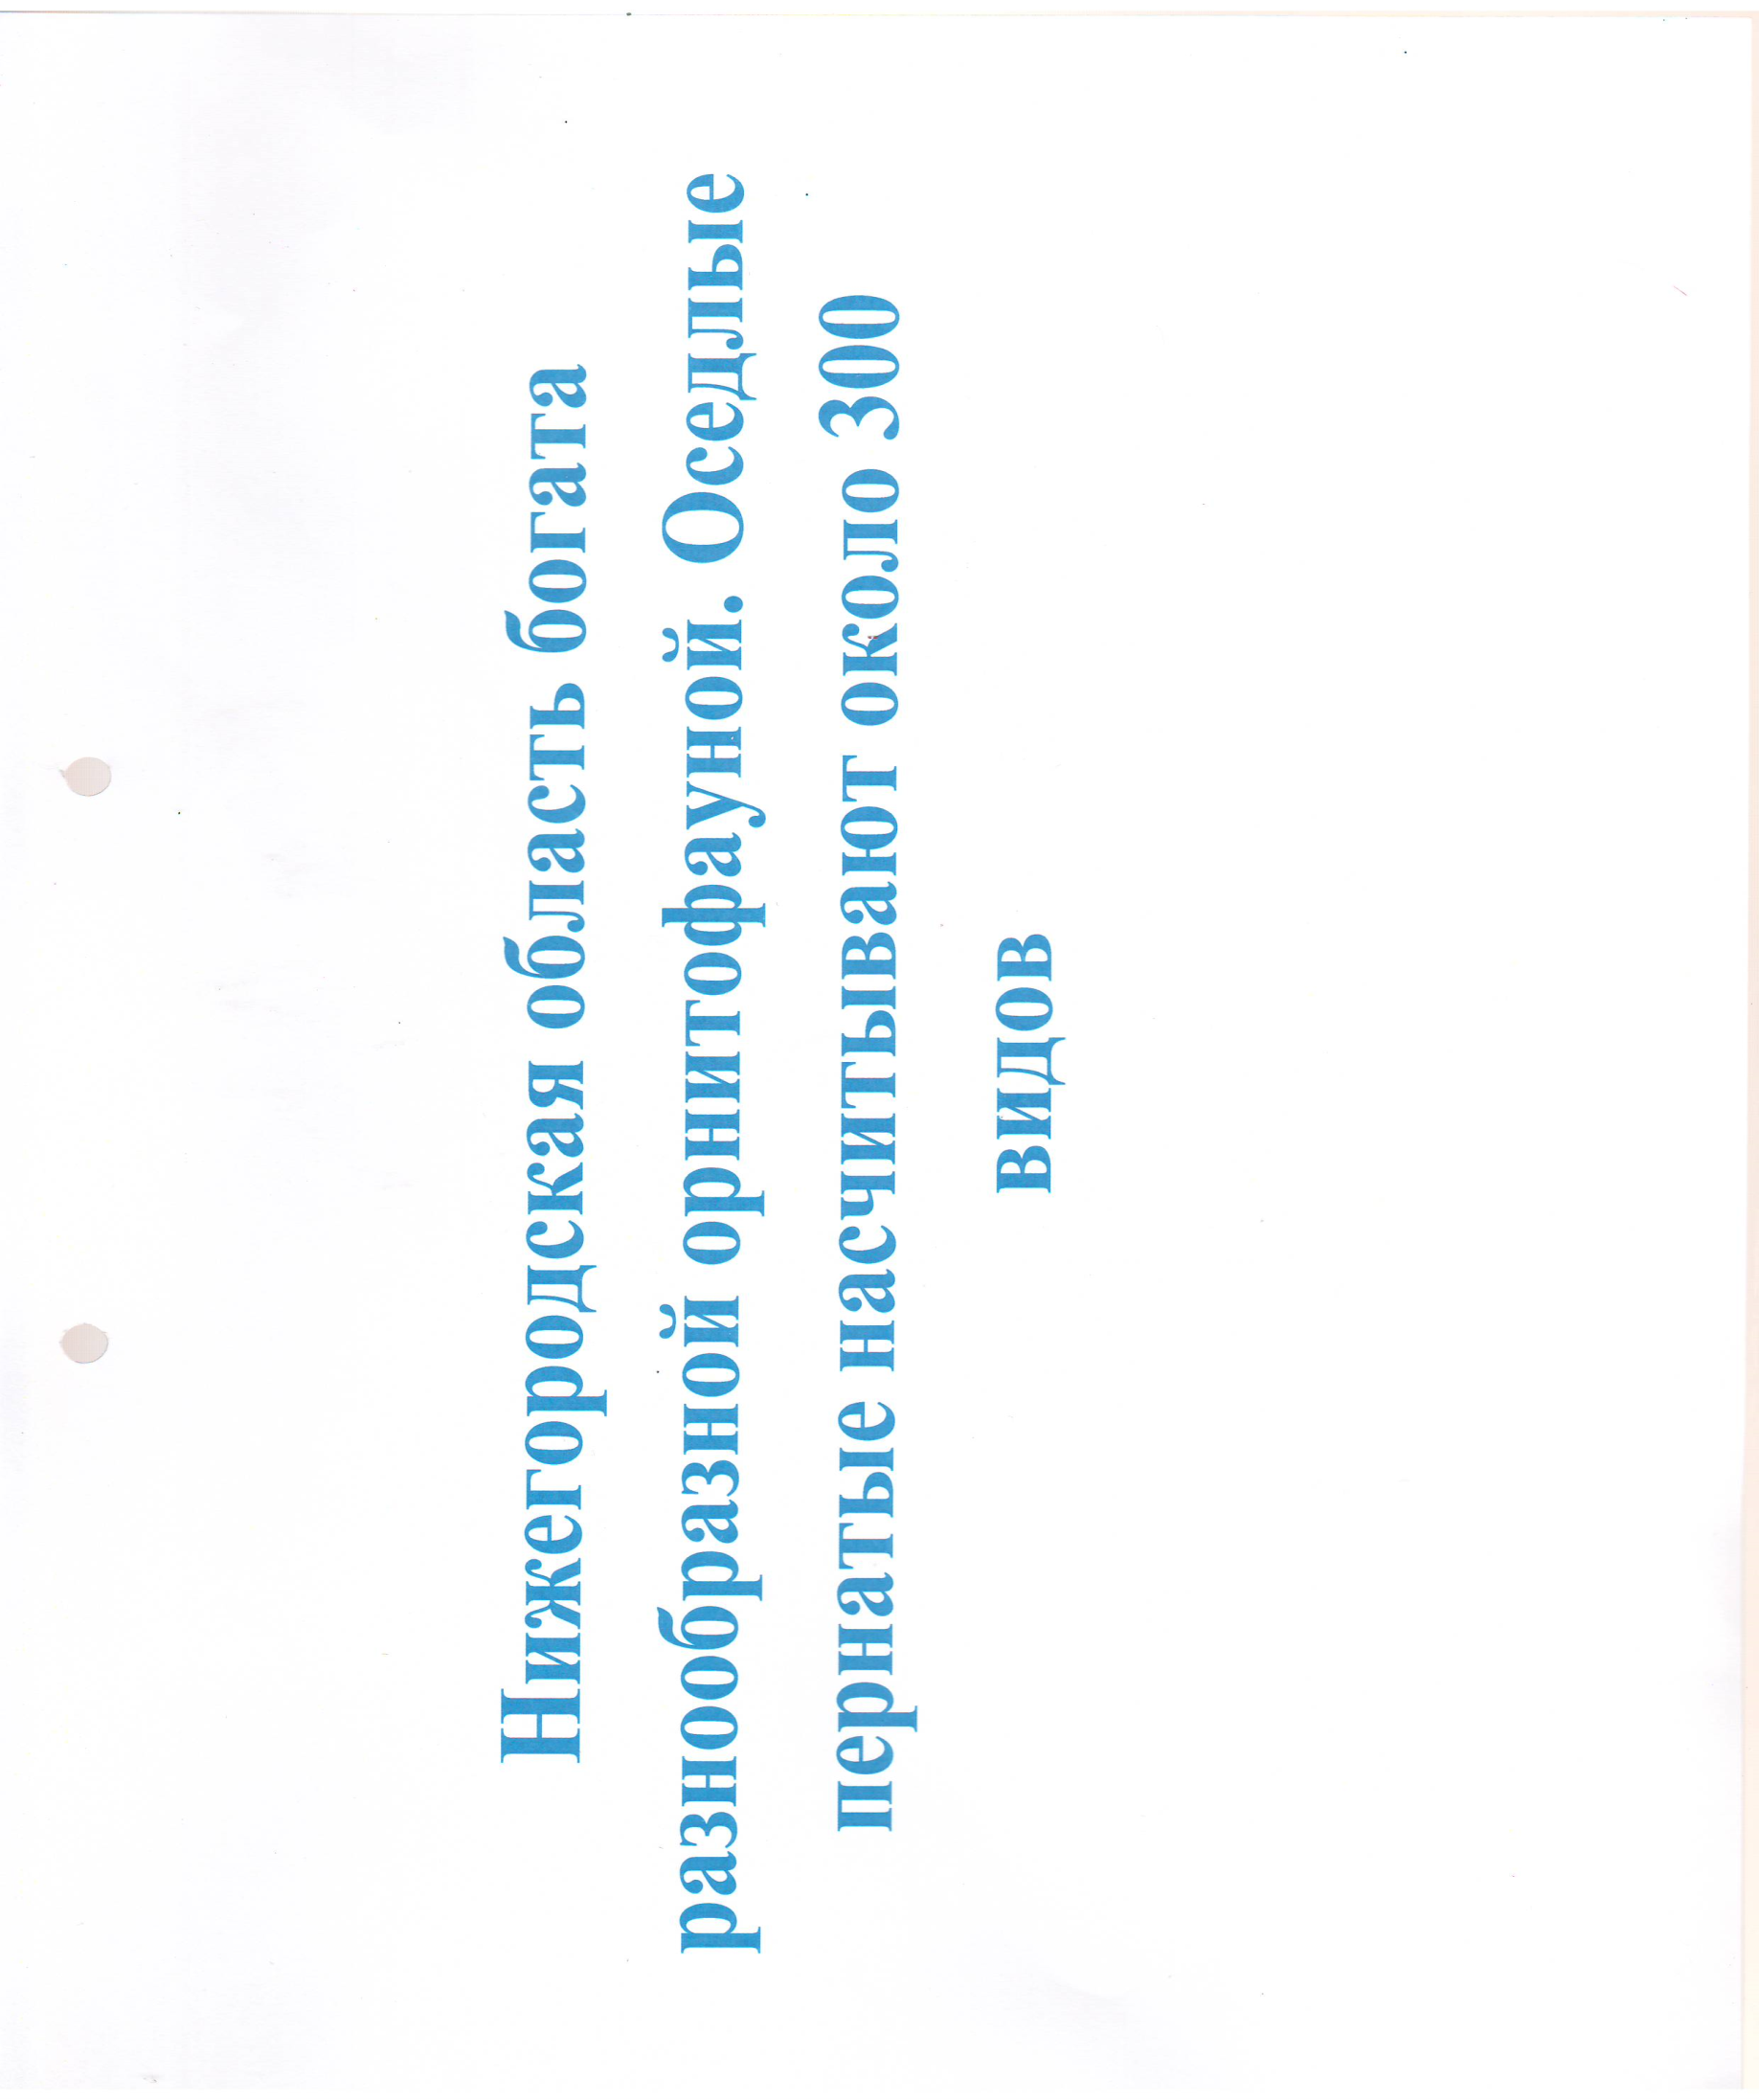 Нижегородская область богата
разнообразной орнитофауной. Оседлые
пернатые насчитывают около 300
видов